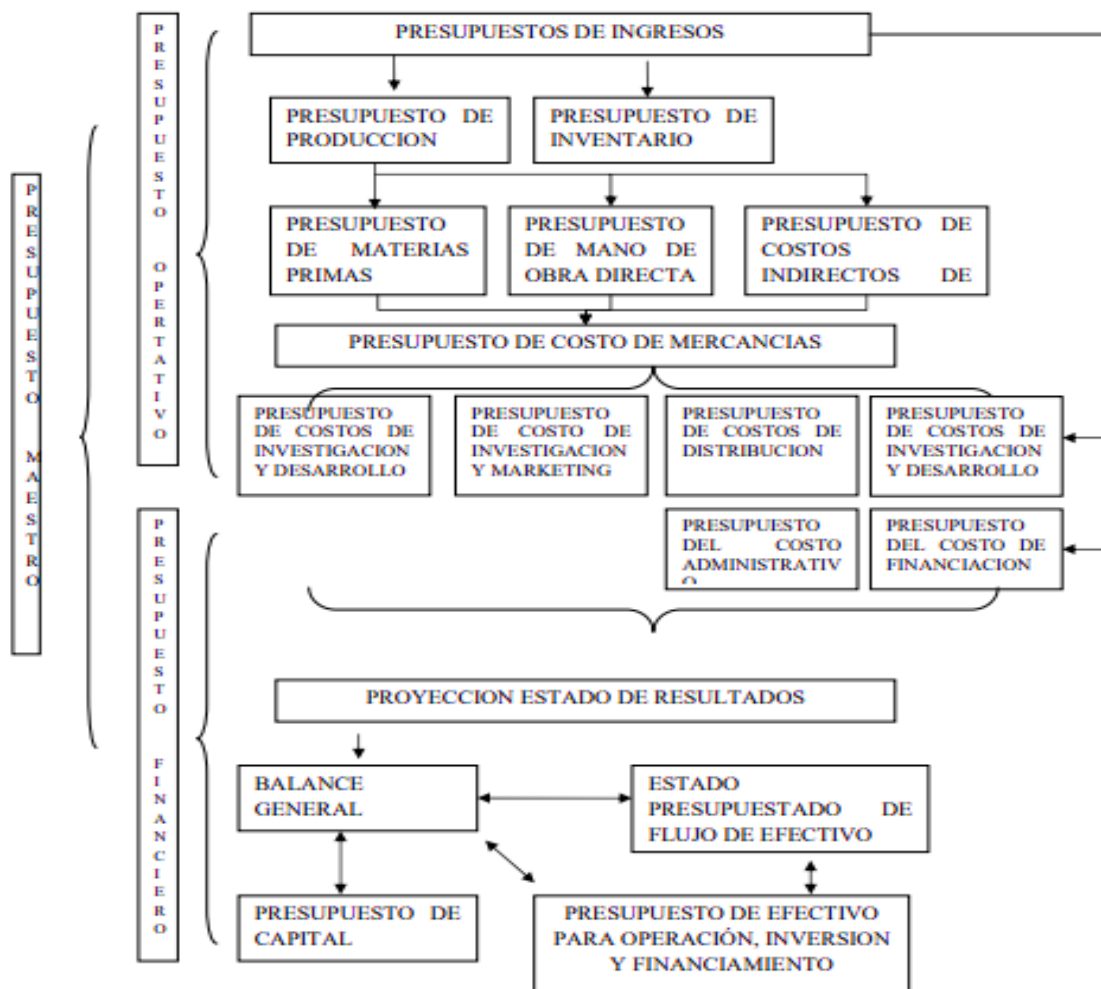 PRESUPUESTO MAESTRO
PRESUPUESTO OPERTATIVO
PRESUPUESTOS DE INGRESOS
PRESUPUESTO DE
PRODUCCION
PRESUPUESTO DE
INVENTARIO
PRESUPUESTO
DE MATERIAS
PRIMAS
PRESUPUESTO
DE MANO DE
OBRA DIRECTA
PRESUPUESTO DE
COSTOS
INDIRECTOS DE
PRESUPUESTO DE COSTO DE MERCANCIAS
PRESUPUESTO
DE COSTOS DE
INVESTIGACION
Y DESARROLLO
PRESUPUESTO
DE COSTO DE
INVESTIGACION
Y MARKETING
PRESUPUESTO
DE COSTOS DE
DISTRIBUCION
PRESUPUESTO
DE COSTOS DE
INVESTIGACION
Y DESARROLLO
PRESUPUESTO FINANCIERO
PRESUPUESTO
DEL COSTO
ADMINISTRATIV
O
PRESUPUESTO
DEL COSTO DE
FINANCIACION
PROYECCION ESTADO DE RESULTADOS
BALANCE
GENERAL
ESTADO
PRESUPUESTADO DE
FLUJO DE EFECTIVO
PRESUPUESTO DE
CAPITAL
PRESUPUESTO DE EFECTIVO
PARA OPERACIÓN, INVERSION
Y FINANCIAMIENTO